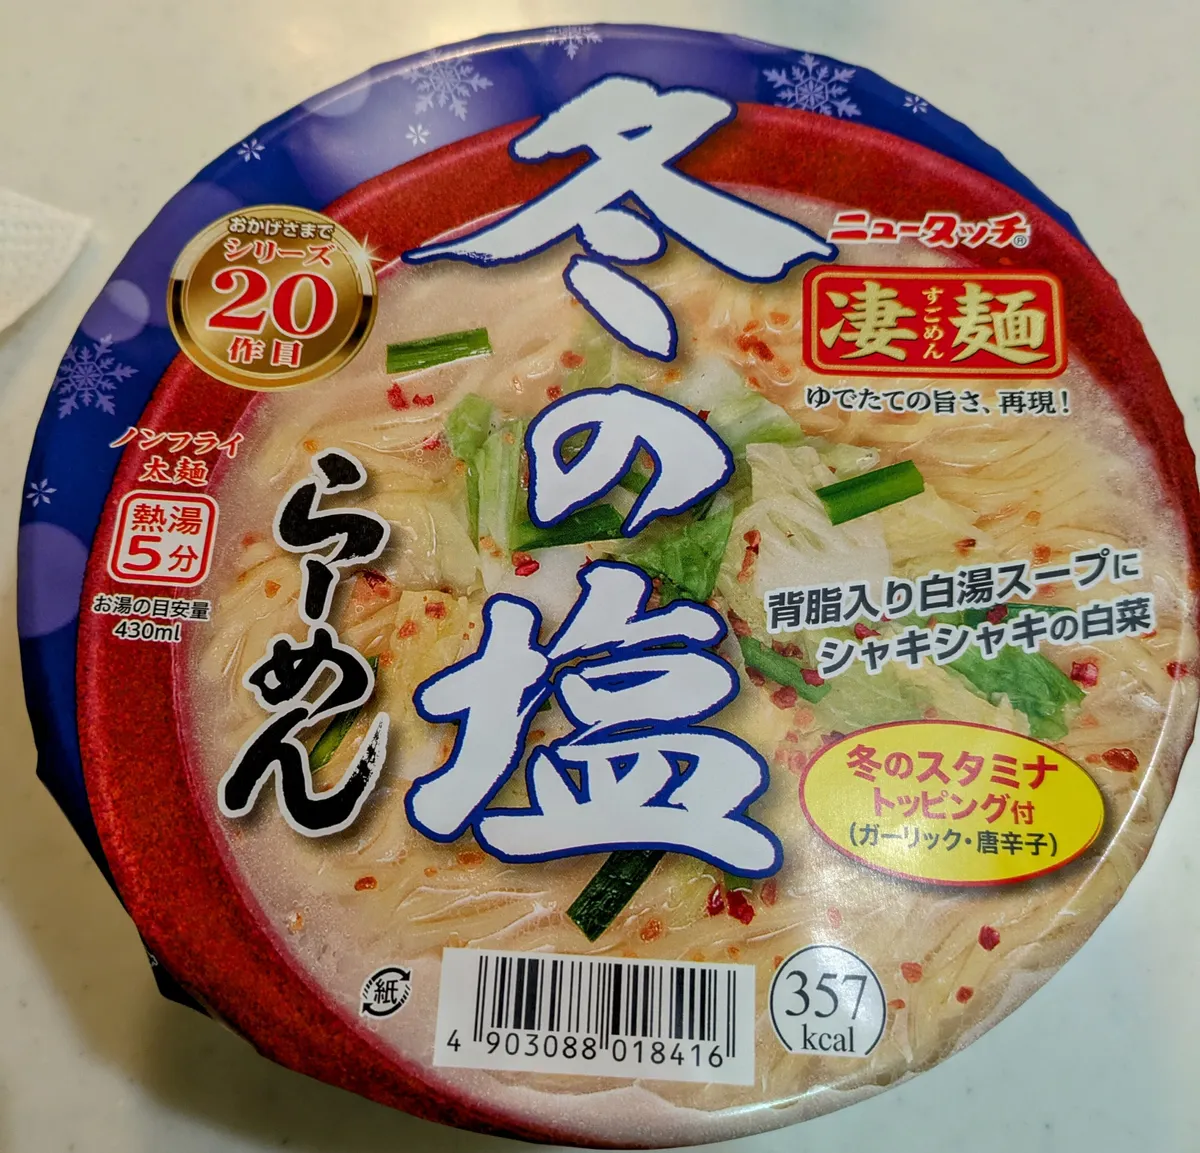 おかげさまで
シリーズ
20
作目
冬の塩
らーめん
ニュータッチ®
凄麺
すごめん
ゆでたての旨さ、再現!
ノンフライ
太麺
熱湯
5分
お湯の目安量
430ml
背脂入り白湯スープに
シャキシャキの白菜
冬のスタミナ
トッピング付
(ガーリック・唐辛子)
紙
4 903088 018416
357
kcal